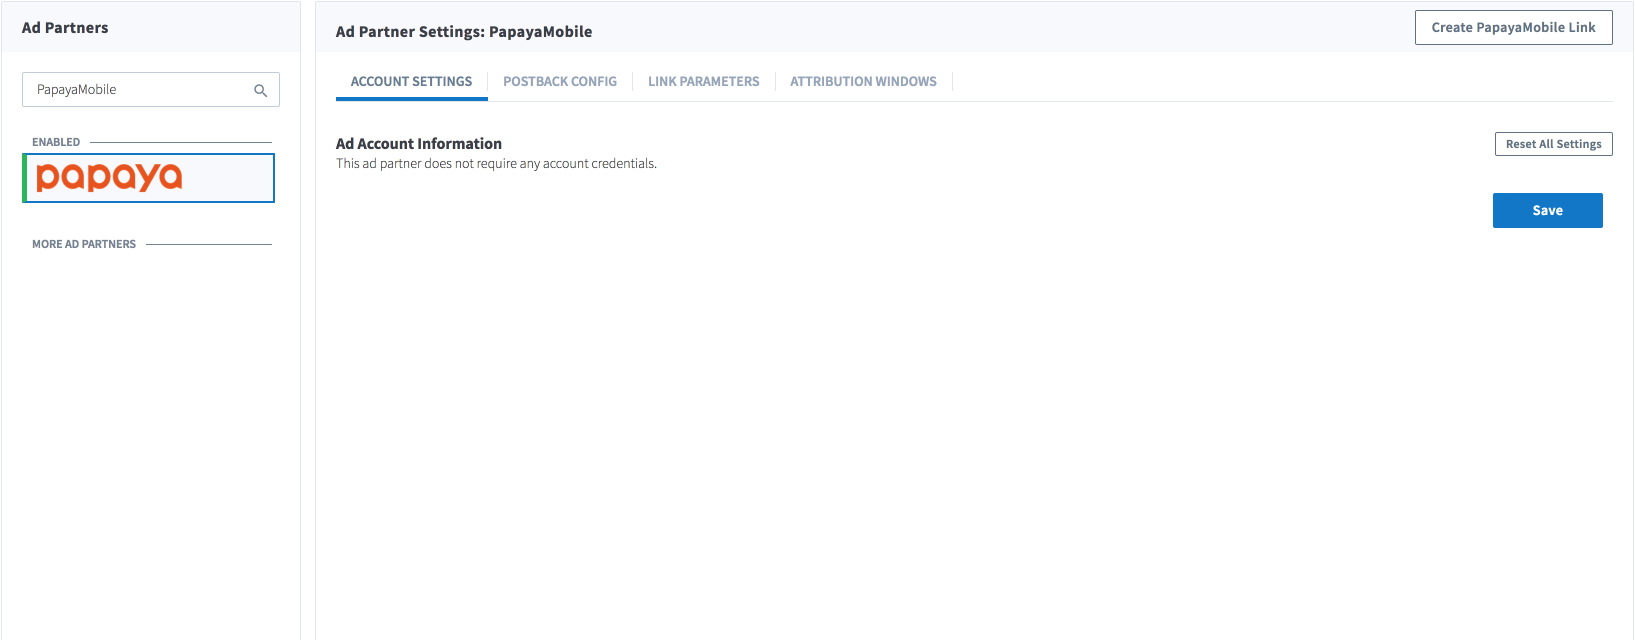 Ad Partners
PapayaMobile
ENABLED
papaya
MORE AD PARTNERS
Ad Partner Settings: PapayaMobile
Create PapayaMobile Link
ACCOUNT SETTINGS
POSTBACK CONFIG
LINK PARAMETERS
ATTRIBUTION WINDOWS
Ad Account Information
This ad partner does not require any account credentials.
Reset All Settings
Save